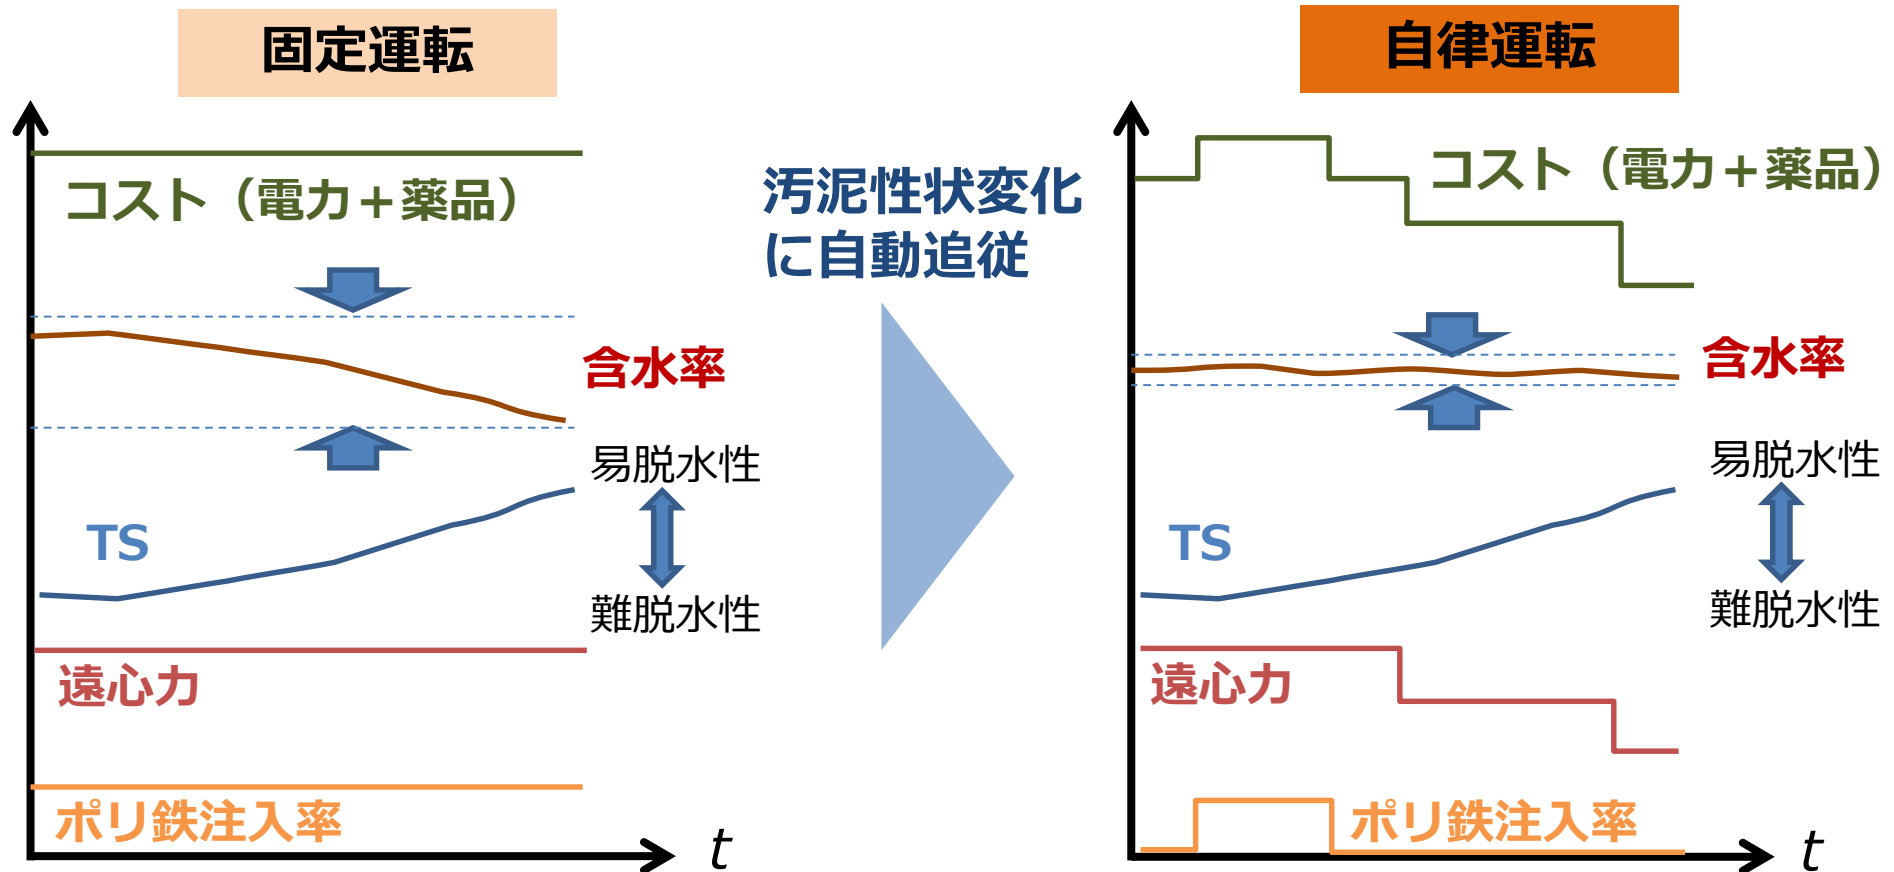 固定運転
コスト（電力＋薬品）
含水率
易脱水性
TS
難脱水性
遠心力
ポリ鉄注入率
t
汚泥性状変化
に自動追従
自律運転
コスト（電力＋薬品）
含水率
易脱水性
TS
難脱水性
遠心力
ポリ鉄注入率
t